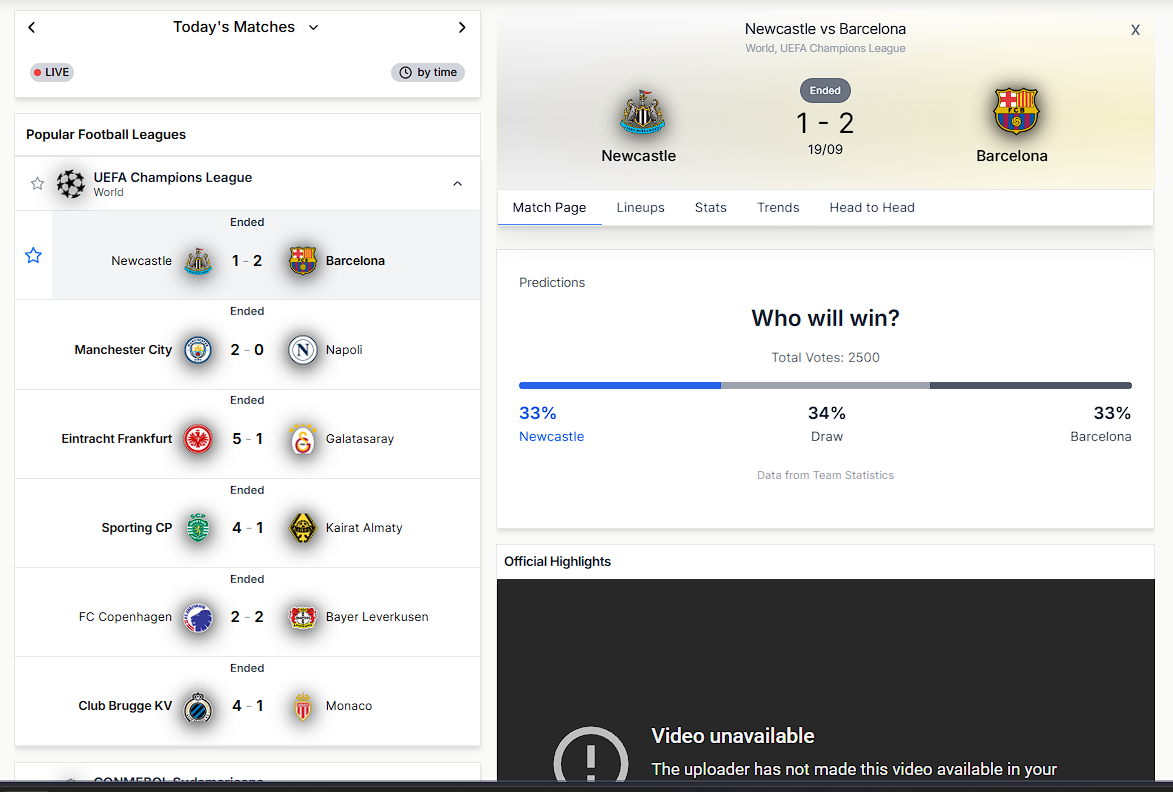 Today's Matches
LIVE
by time
Popular Football Leagues
UEFA Champions League
World
Ended
Newcastle 1 - 2 Barcelona
Ended
Manchester City 2 - 0 Napoli
Ended
Eintracht Frankfurt 5 - 1 Galatasaray
Ended
Sporting CP 4 - 1 Kairat Almaty
Ended
FC Copenhagen 2 - 2 Bayer Leverkusen
Ended
Club Brugge KV 4 - 1 Monaco
CONMEBOL Sudamericana
Newcastle vs Barcelona
X
World, UEFA Champions League
Ended
1 - 2
19/09
Newcastle
Barcelona
Match Page Lineups Stats Trends Head to Head
Predictions
Who will win?
Total Votes: 2500
33% 34% 33%
Newcastle Draw Barcelona
Data from Team Statistics
Official Highlights
Video unavailable
The uploader has not made this video available in your